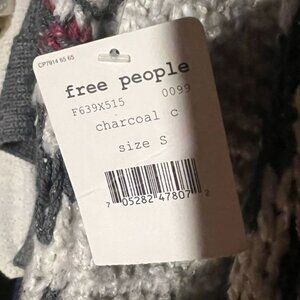 CP7914 65 65
free people
F639X515 0099
charcoal c
size S
7 05282 47807 2